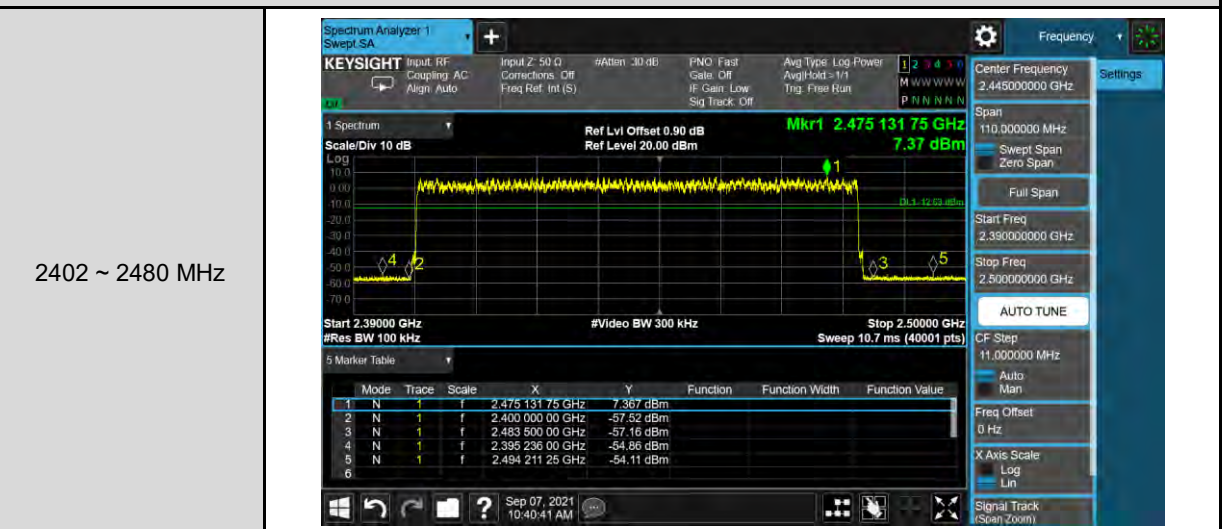 2402 ~ 2480 MHz
Spectrum Analyzer 1
Swept SA
Frequency
KEYSIGHT
Input: RF
Coupling: AC
Align: Auto
Input Z: 50 Ω
Corrections: Off
Freq Ref: Int (S)
#Atten: 30 dB
PNO: Fast
Gate: Off
IF Gain: Low
Sig Track: Off
Avg Type: Log-Power
Avg|Hold:>1/1
Trig: Free Run
1 2 3 4 5 6
M W W W W W
P N N N N N
1 Spectrum
Scale/Div 10 dB
Ref Lvl Offset 0.90 dB
Ref Level 20.00 dBm
Mkr1 2.475 131 75 GHz
7.37 dBm
Log
10.0
0.00
-10.0
-20.0
-30.0
-40.0
-50.0
-60.0
-70.0
1
DL1 -12.63 dBm
4
2
3
5
Start 2.39000 GHz
#Video BW 300 kHz
Stop 2.50000 GHz
#Res BW 100 kHz
Sweep 10.7 ms (40001 pts)
5 Marker Table
Mode Trace Scale X Y Function Function Width Function Value
1 N 1 f 2.475 131 75 GHz 7.367 dBm
2 N 1 f 2.400 000 00 GHz -57.52 dBm
3 N 1 f 2.483 500 00 GHz -57.16 dBm
4 N 1 f 2.395 236 00 GHz -54.86 dBm
5 N 1 f 2.494 211 25 GHz -54.11 dBm
6
Sep 07, 2021
10:40:41 AM
Center Frequency
2.445000000 GHz
Settings
Span
110.000000 MHz
Swept Span
Zero Span
Full Span
Start Freq
2.390000000 GHz
Stop Freq
2.500000000 GHz
AUTO TUNE
CF Step
11.000000 MHz
Auto
Man
Freq Offset
0 Hz
X Axis Scale
Log
Lin
Signal Track
(Span Zoom)